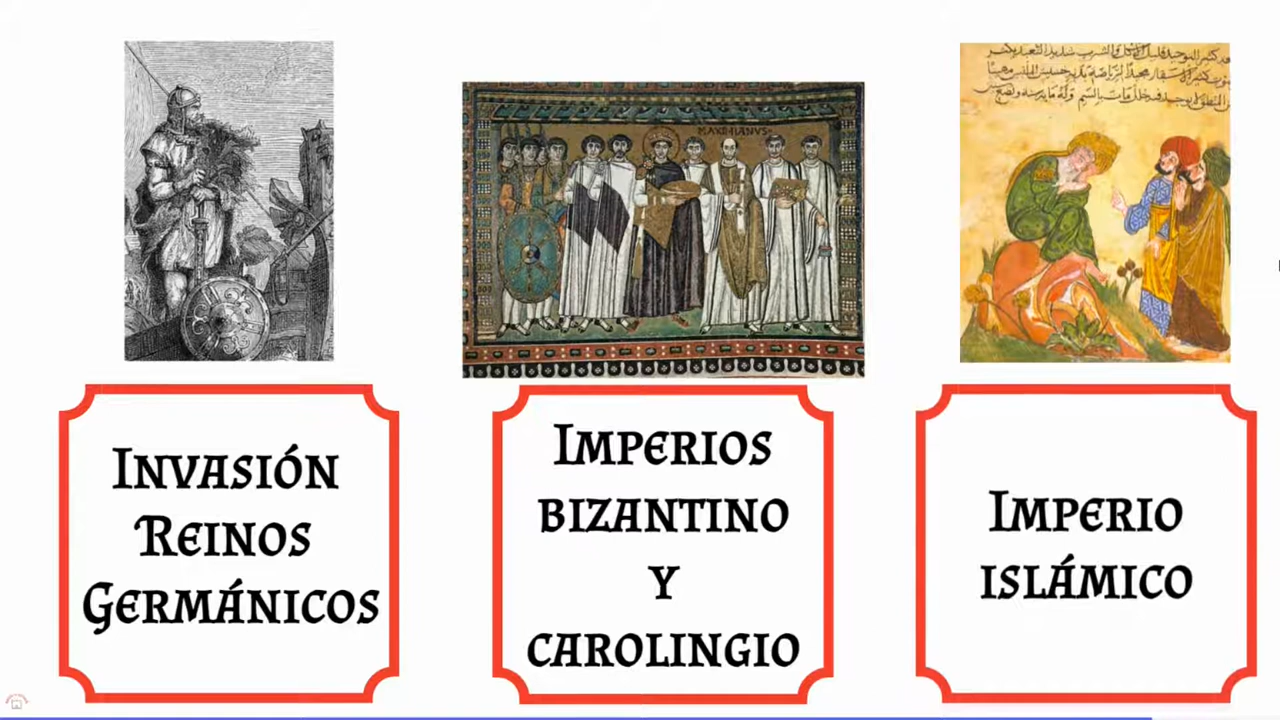 MAXIMIANVS
Invasión
Reinos
Germánicos
Imperios
bizantino
y
carolingio
Imperio
islámico